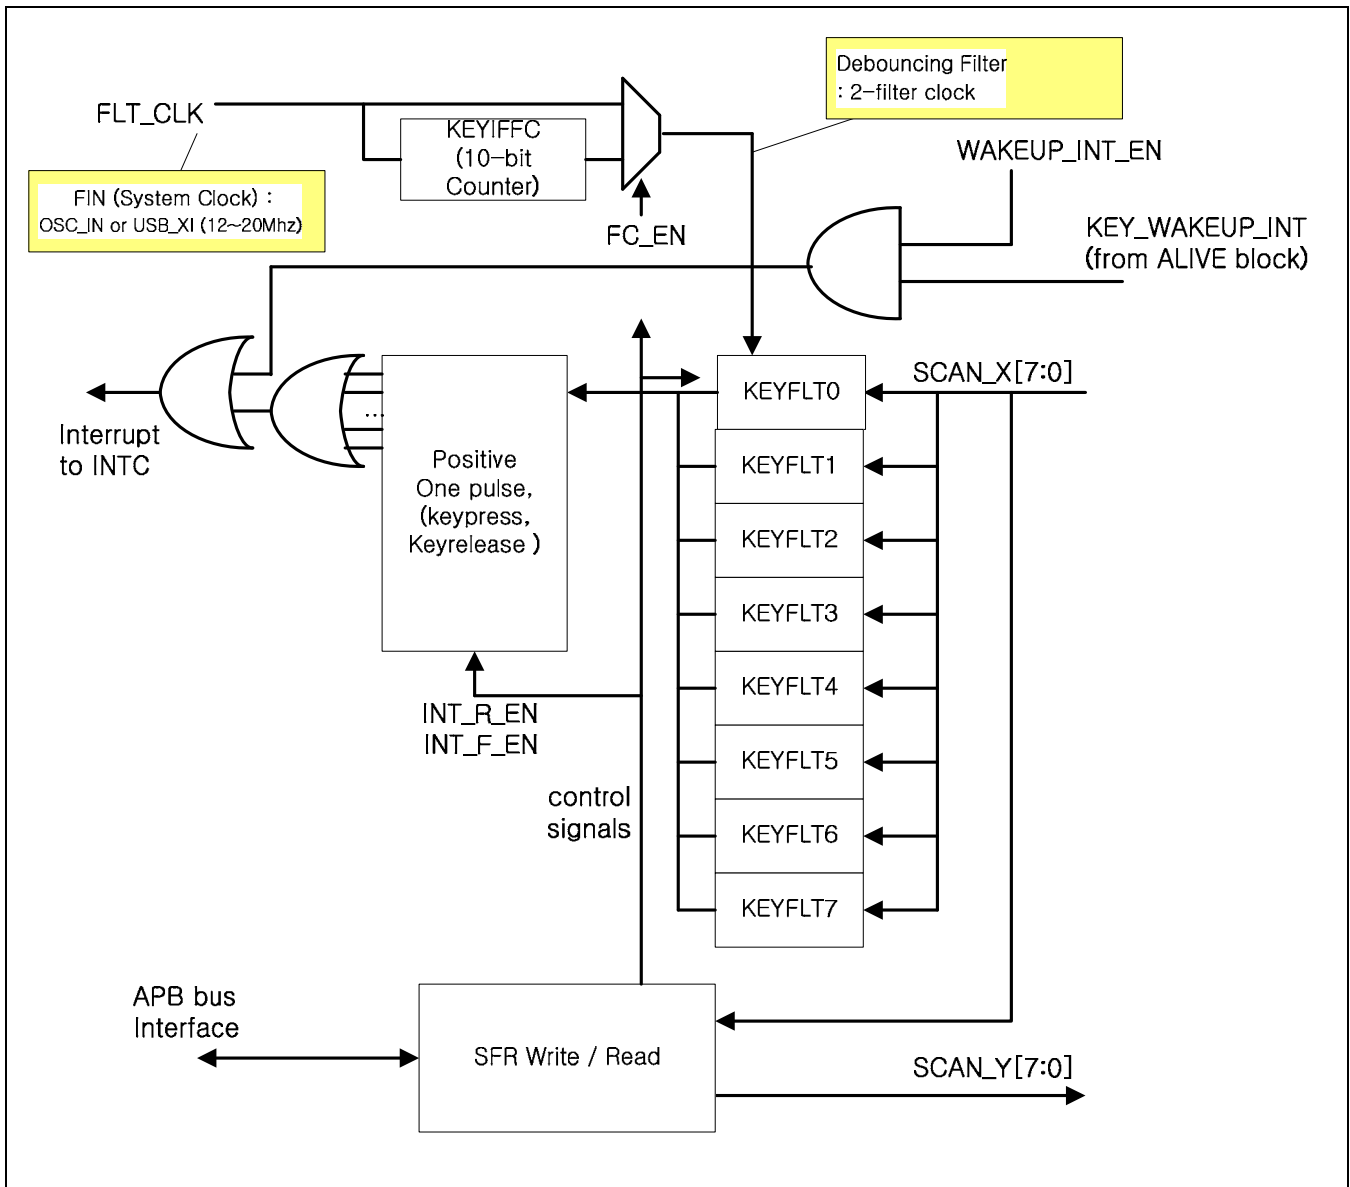 Debouncing Filter
: 2-filter clock
FLT_CLK
KEYIFFC
(10-bit
Counter)
WAKEUP_INT_EN
FIN (System Clock) :
OSC_IN or USB_XI (12~20Mhz)
FC_EN
KEY_WAKEUP_INT
(from ALIVE block)
SCAN_X[7:0]
KEYFLT0
...
Interrupt
to INTC
Positive
One pulse,
(keypress,
Keyrelease )
KEYFLT1
KEYFLT2
KEYFLT3
KEYFLT4
INT_R_EN
INT_F_EN
KEYFLT5
control
signals
KEYFLT6
KEYFLT7
APB bus
Interface
SFR Write / Read
SCAN_Y[7:0]